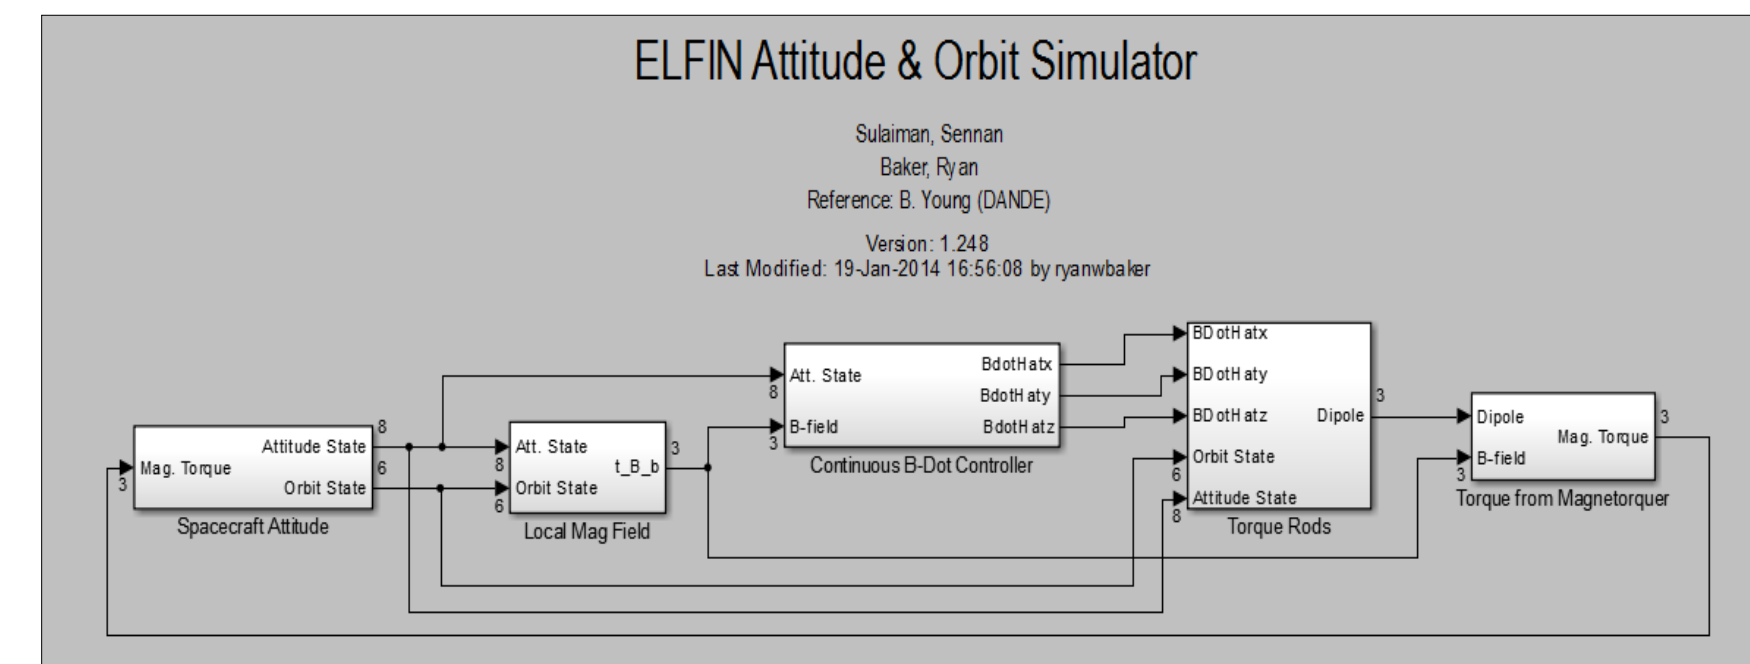 ELFIN Attitude & Orbit Simulator
Sulaiman, Sennan
Baker, Ryan
Reference: B. Young (DANDE)
Version: 1.248
Last Modified: 19-Jan-2014 16:56:08 by ryanwbaker
Mag. Torque
3
Attitude State
8
Orbit State
6
Spacecraft Attitude
Att. State
8
Orbit State
6
t_B_b
3
Local Mag Field
Att. State
8
B-field
3
BdotHatx
BdotHaty
BdotHatz
Continuous B-Dot Controller
BDotHatx
BDotHaty
BDotHatz
Orbit State
6
Attitude State
8
Dipole
3
Torque Rods
Dipole
B-field
3
Mag. Torque
3
Torque from Magnetorquer